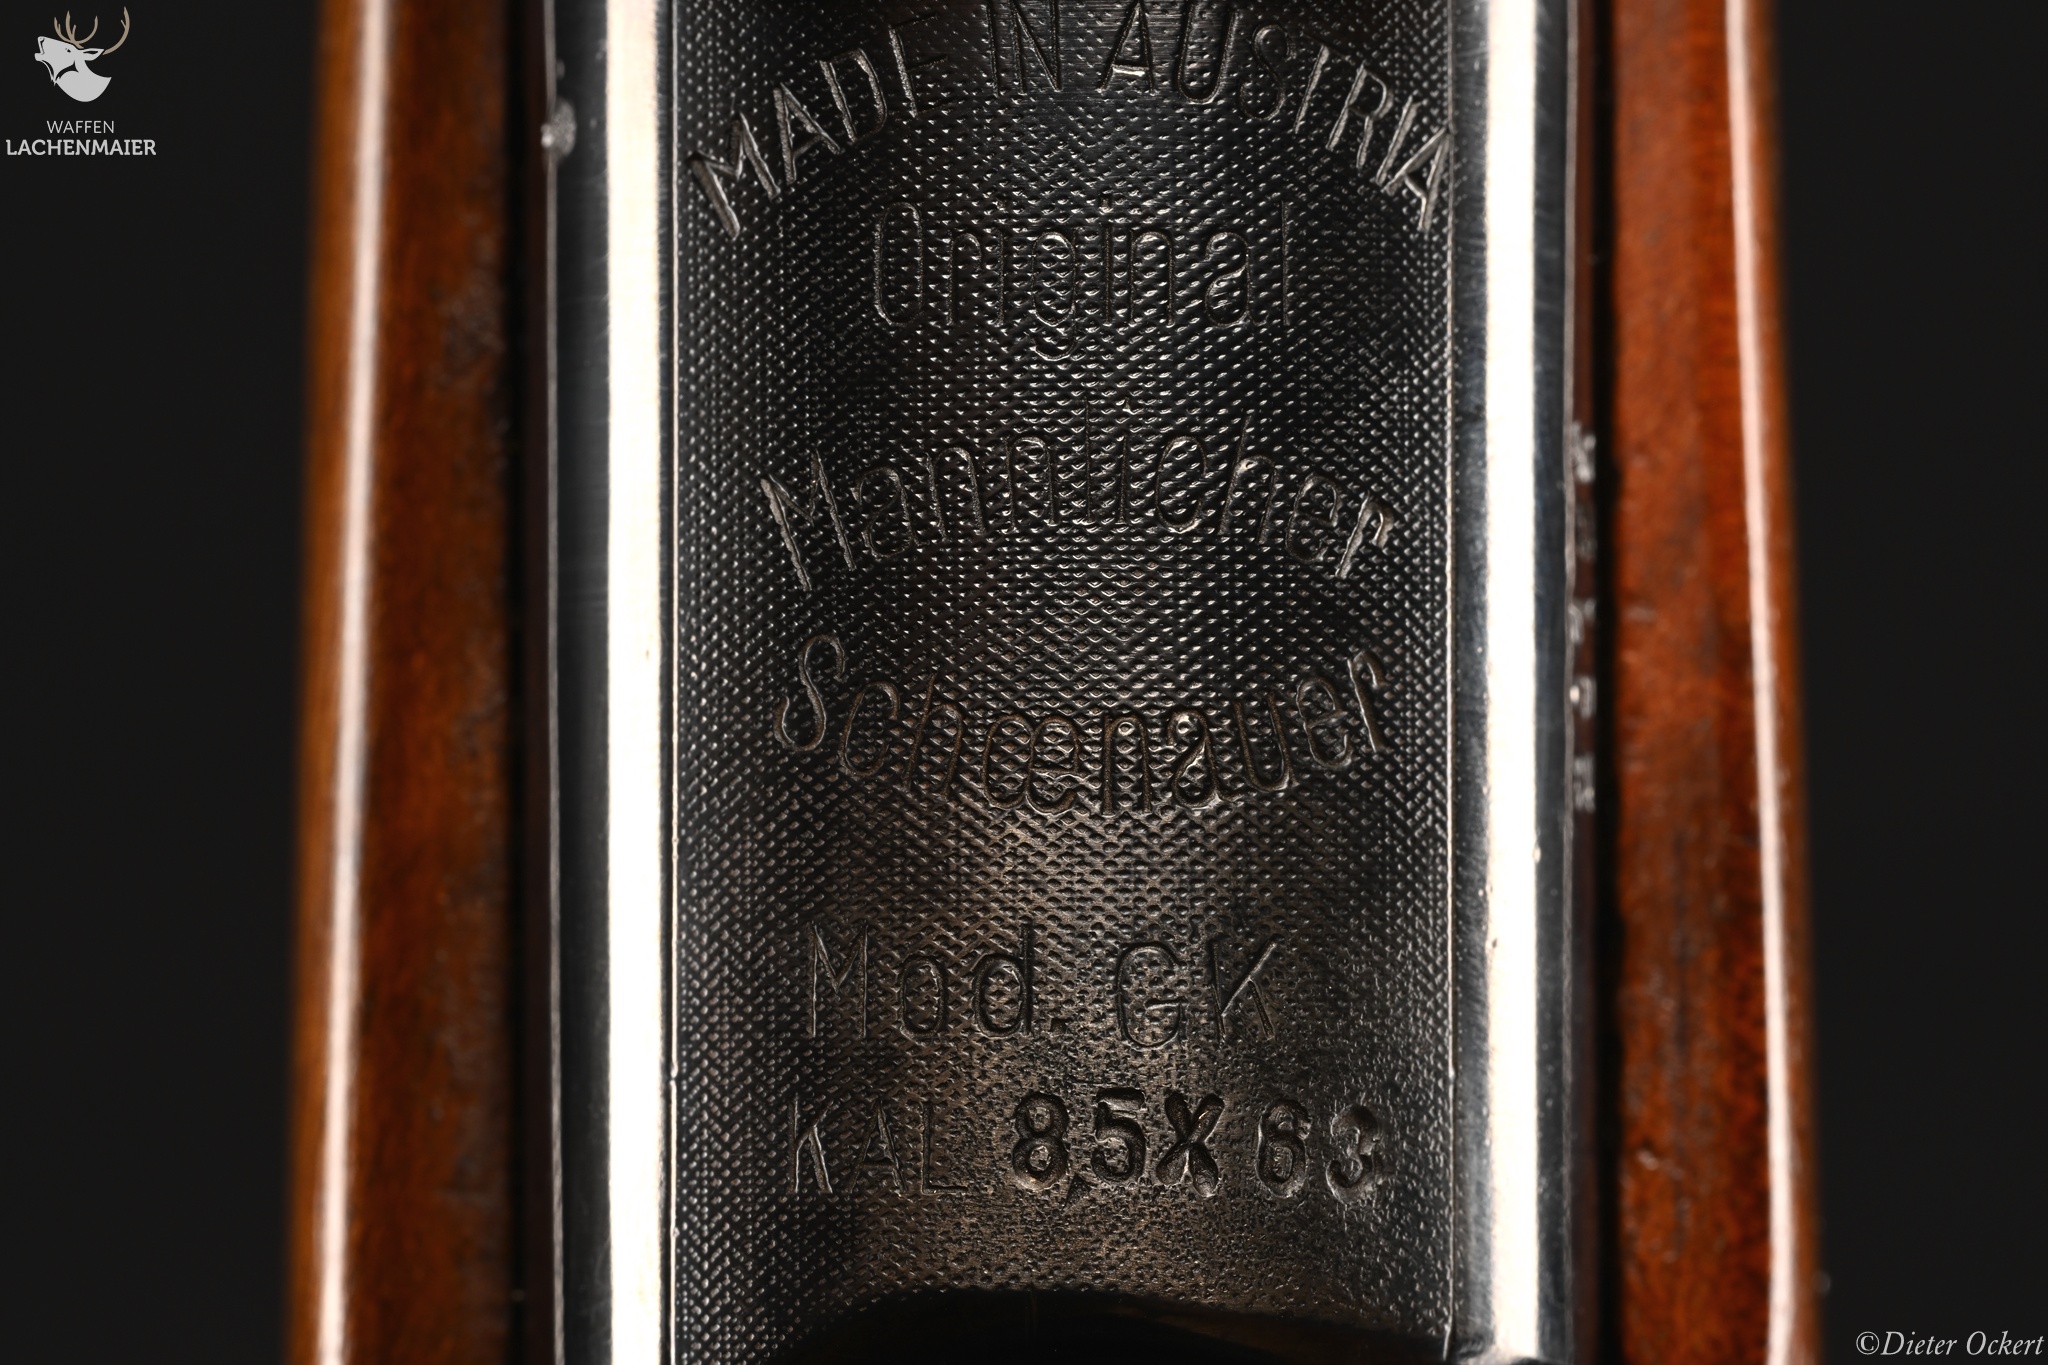 WAFFEN
LACHENMAIER
MADE IN AUSTRIA
Original
Mannlicher
Schœnauer
Mod. GK
KAL 8,5X63
©Dieter Ockert